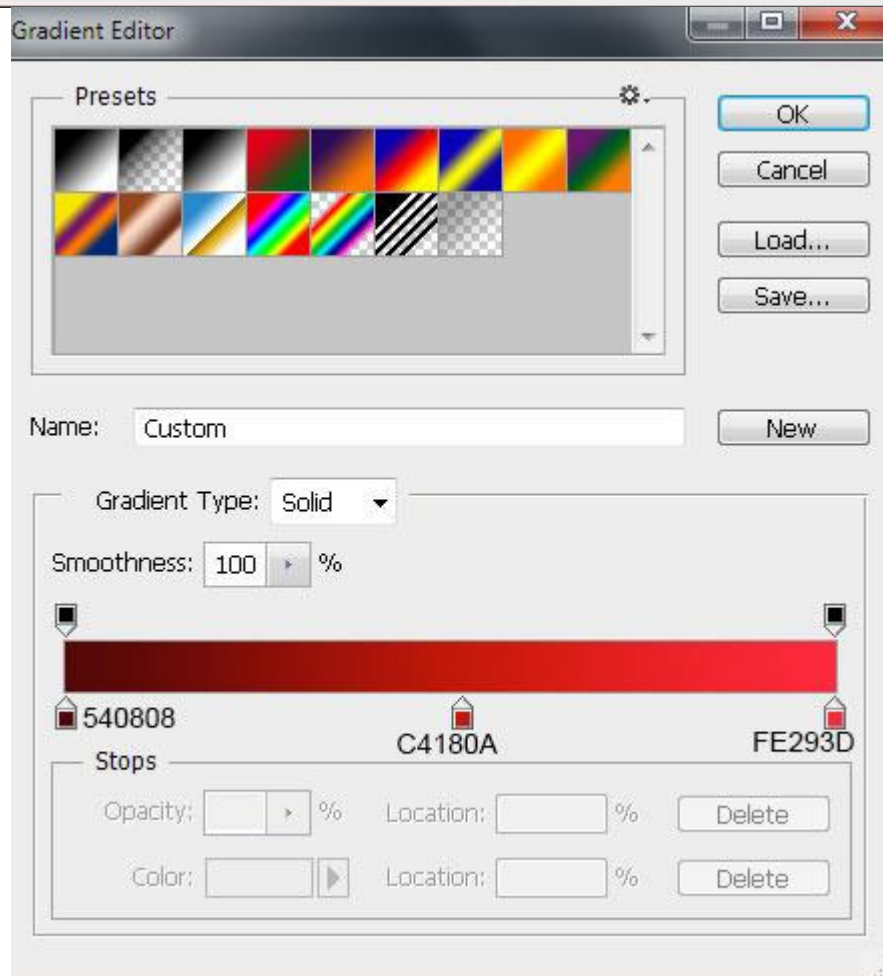 Gradient Editor
Presets
OK
Cancel
Load...
Save...
Name: Custom
New
Gradient Type: Solid
Smoothness: 100 %
540808
C4180A
FE293D
Stops
Opacity: % Location: % Delete
Color: Location: % Delete